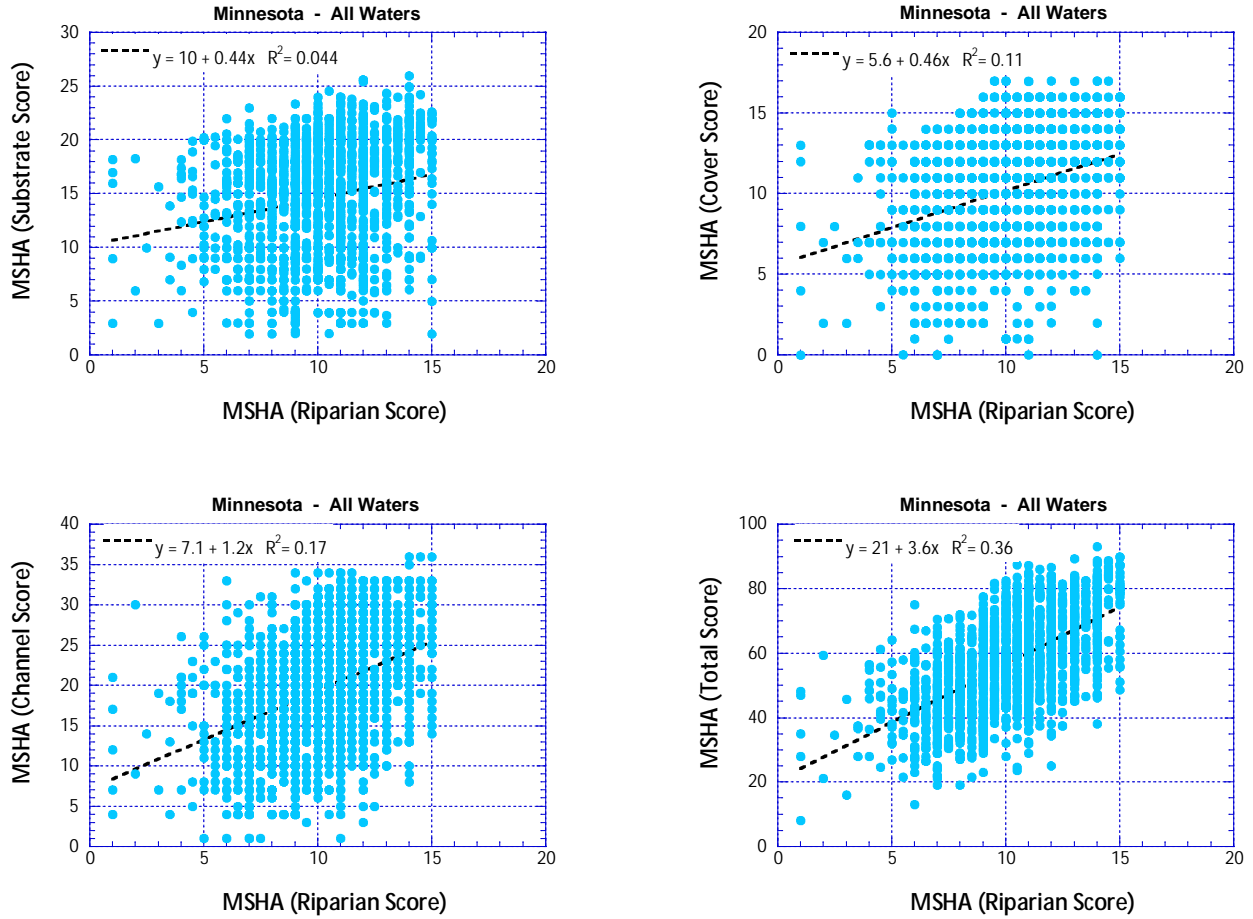 Minnesota - All Waters
y = 10 + 0.44x R2= 0.044
MSHA (Substrate Score)
30
25
20
15
10
5
0
0 5 10 15 20
MSHA (Riparian Score)
Minnesota - All Waters
y = 5.6 + 0.46x R2= 0.11
MSHA (Cover Score)
20
15
10
5
0
0 5 10 15 20
MSHA (Riparian Score)
Minnesota - All Waters
y = 7.1 + 1.2x R2= 0.17
MSHA (Channel Score)
40
35
30
25
20
15
10
5
0
0 5 10 15 20
MSHA (Riparian Score)
Minnesota - All Waters
y = 21 + 3.6x R2= 0.36
MSHA (Total Score)
100
80
60
40
20
0
0 5 10 15 20
MSHA (Riparian Score)